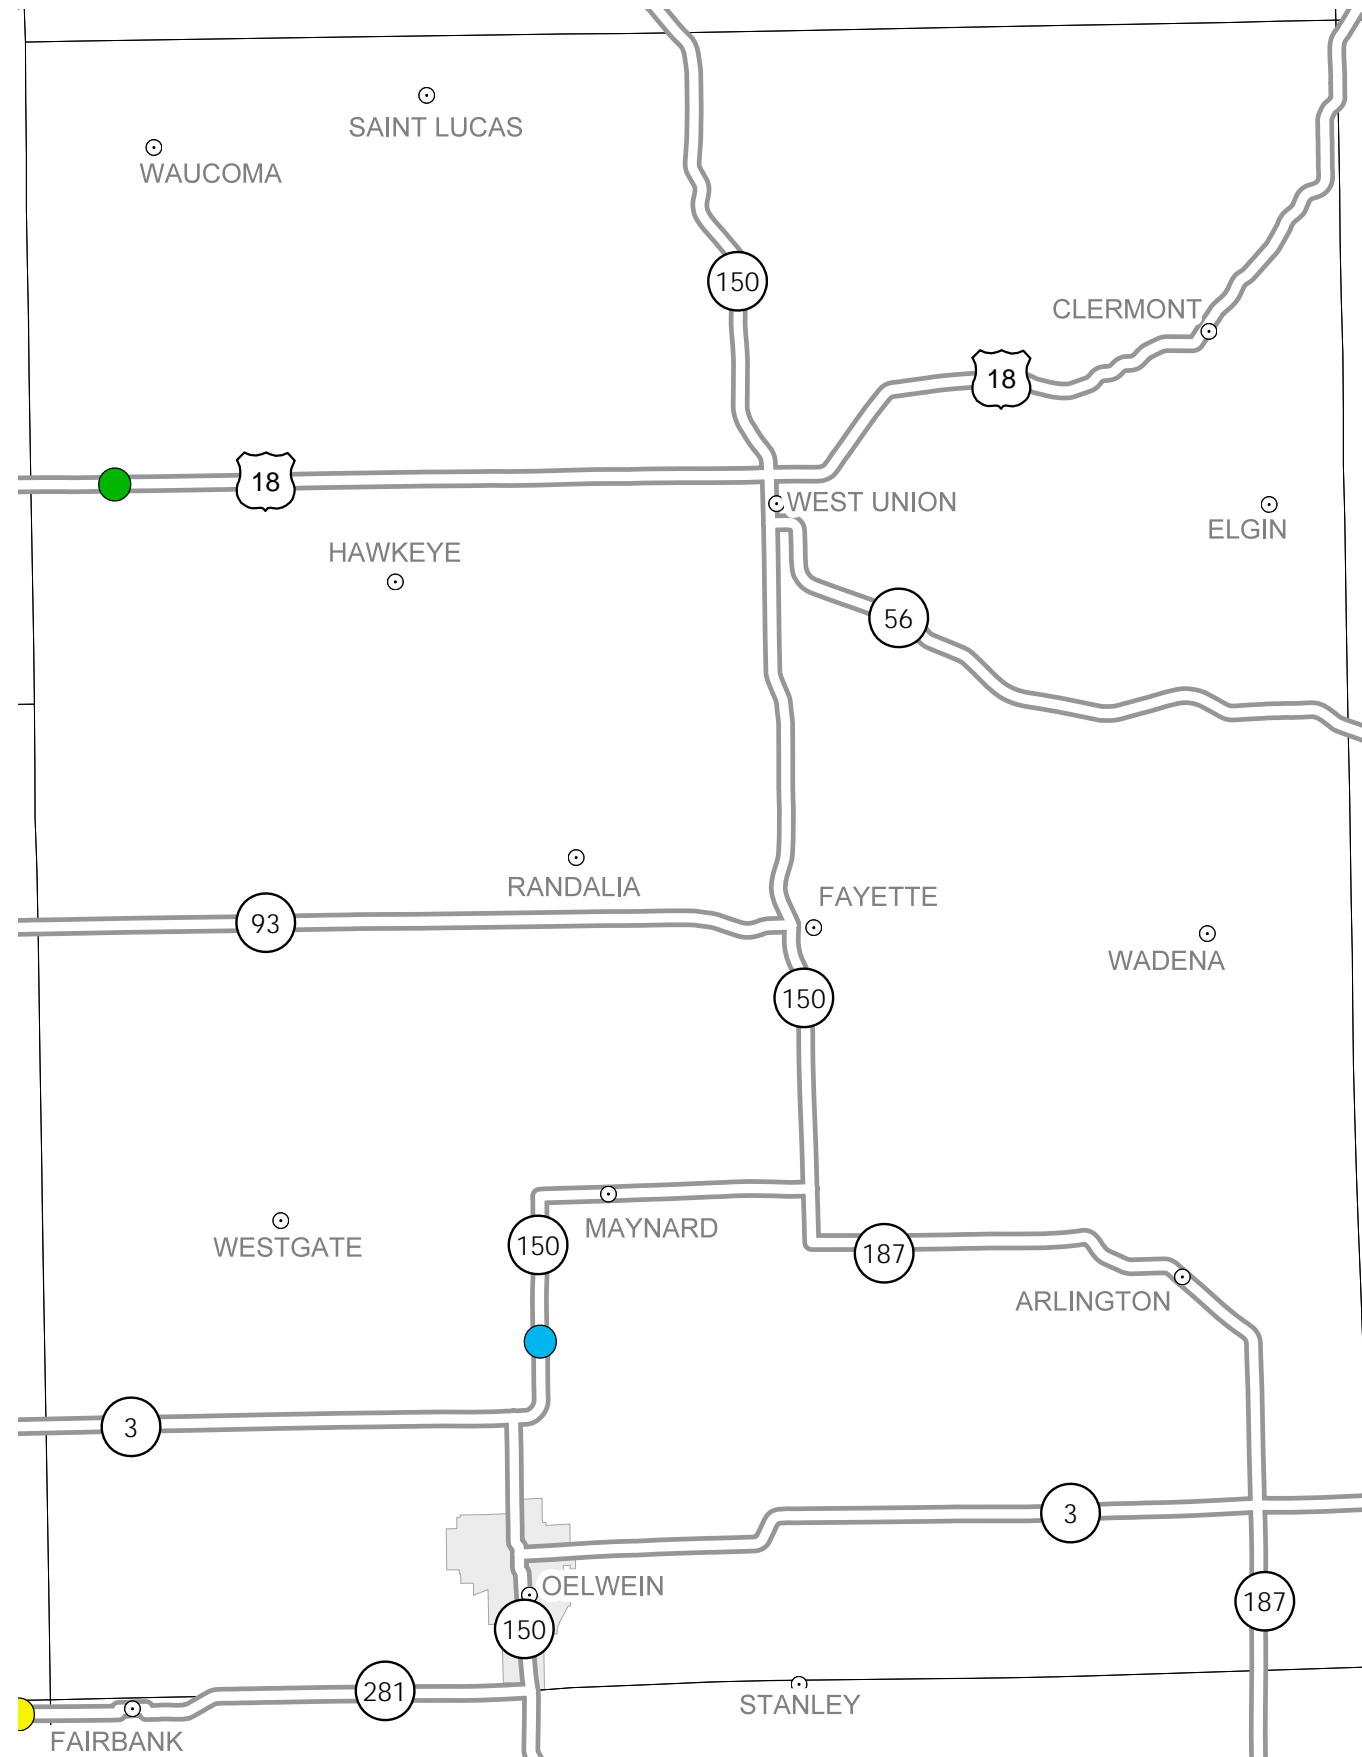 SAINT LUCAS
WAUCOMA
150
CLERMONT
18
18
WEST UNION
ELGIN
HAWKEYE
56
RANDALIA
FAYETTE
93
WADENA
150
MAYNARD
WESTGATE
150
187
ARLINGTON
3
3
OELWEIN
187
150
281
STANLEY
FAIRBANK